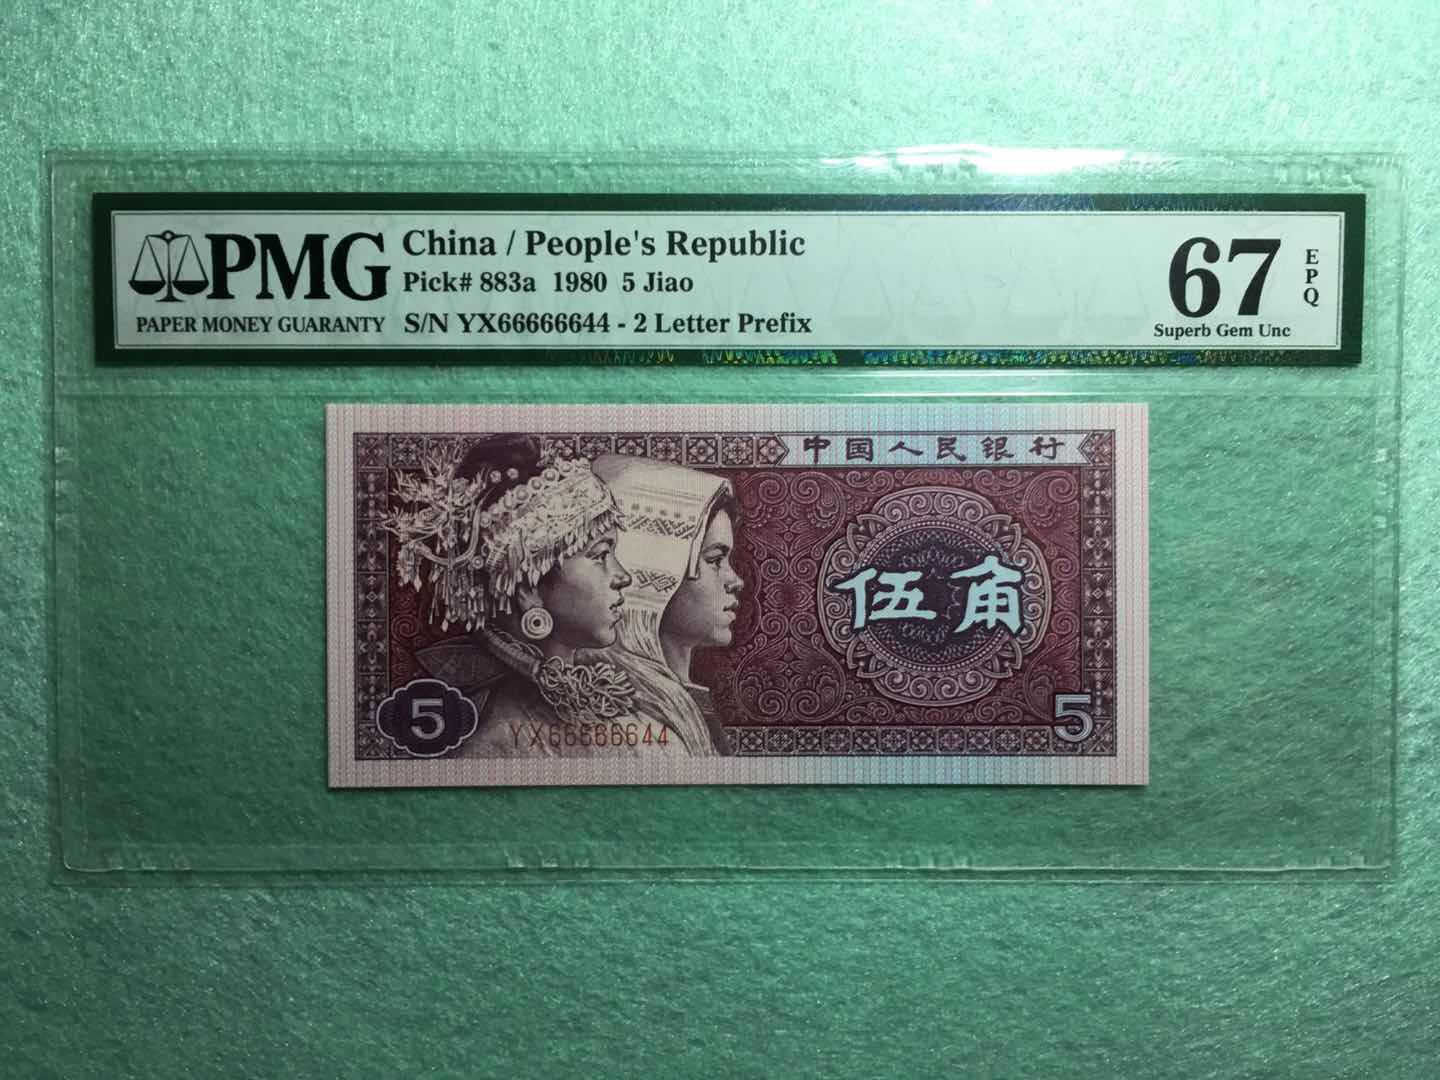 PMG
PAPER MONEY GUARANTY
China / People's Republic
Pick# 883a 1980 5 Jiao
S/N YX66666644 - 2 Letter Prefix
67
EPQ
Superb Gem Unc
中国人民银行
伍角
5
YX66666644
5